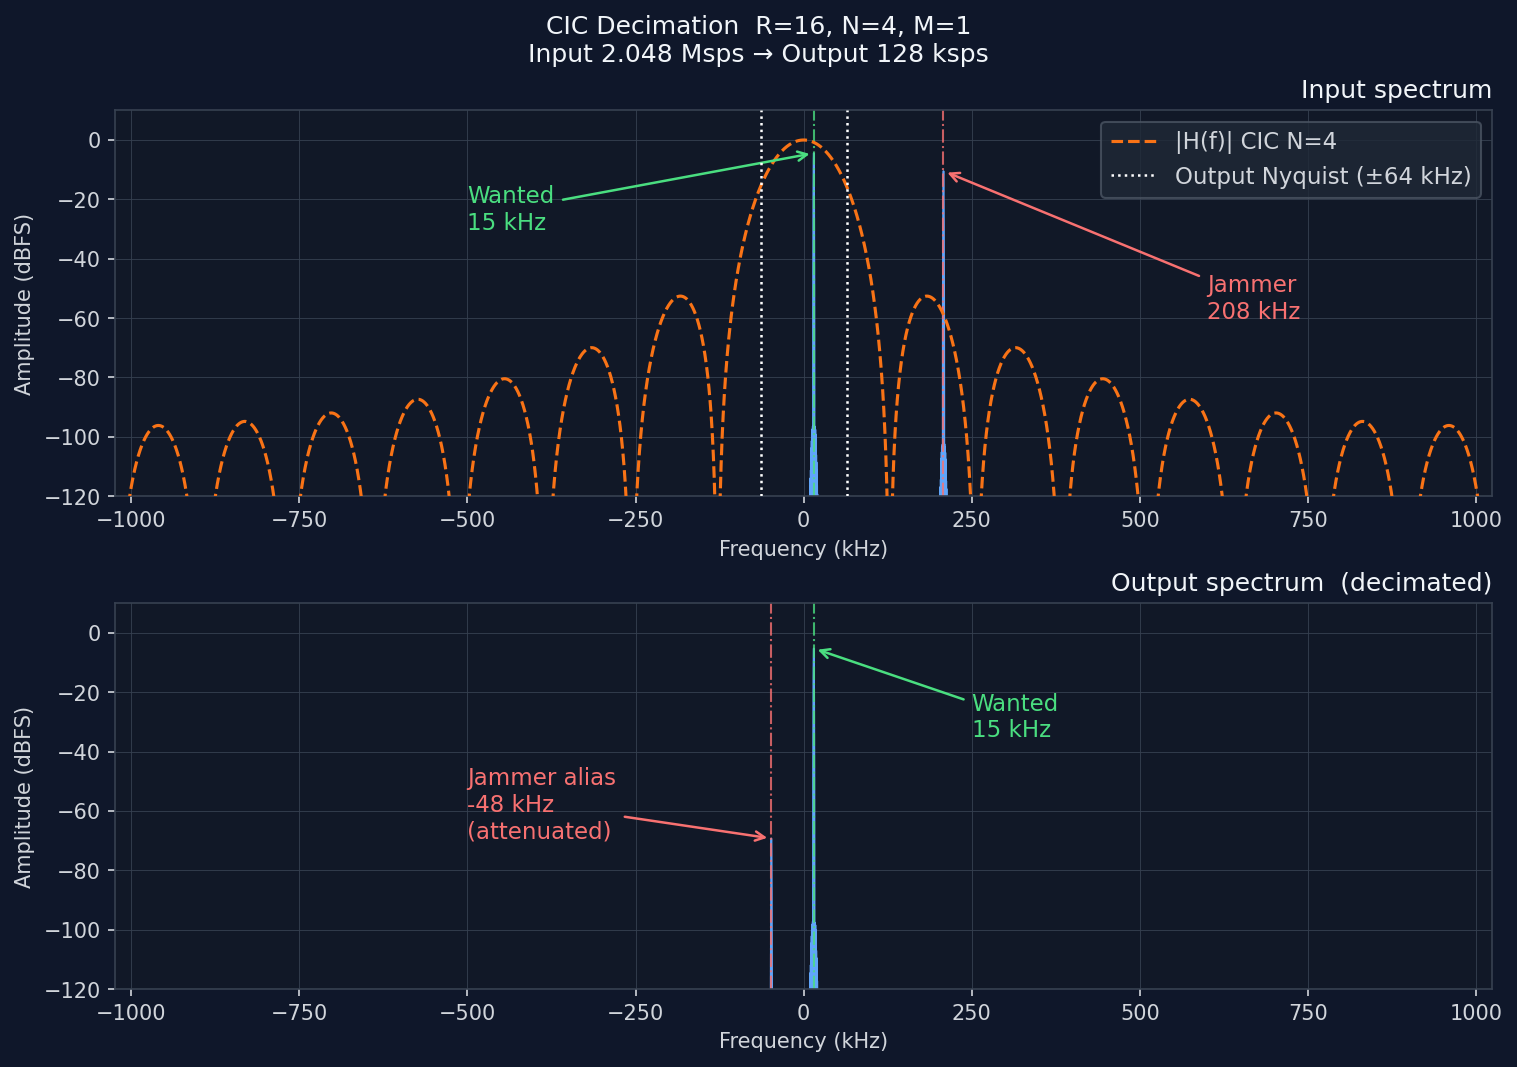 CIC Decimation  R=16, N=4, M=1
Input 2.048 Msps → Output 128 ksps
Input spectrum
|H(f)| CIC N=4
Output Nyquist (±64 kHz)
Wanted
15 kHz
Jammer
208 kHz
Amplitude (dBFS)
0
−20
−40
−60
−80
−100
−120
−1000
−750
−500
−250
0
250
500
750
1000
Frequency (kHz)
Output spectrum  (decimated)
Wanted
15 kHz
Jammer alias
-48 kHz
(attenuated)
Amplitude (dBFS)
0
−20
−40
−60
−80
−100
−120
−1000
−750
−500
−250
0
250
500
750
1000
Frequency (kHz)